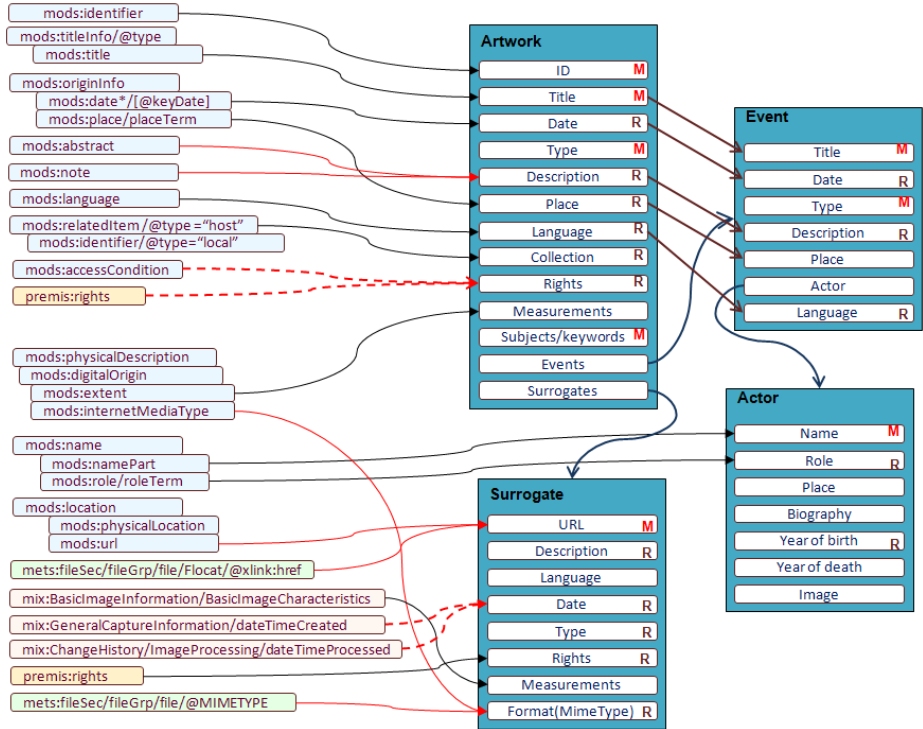 mods:identifier
mods:titleInfo/@type
mods:title
mods:originInfo
mods:date*/[@keyDate]
mods:place/placeTerm
mods:abstract
mods:note
mods:language
mods:relatedItem/@type="host"
mods:identifier/@type="local"
mods:accessCondition
premis:rights
mods:physicalDescription
mods:digitalOrigin
mods:extent
mods:internetMediaType
mods:name
mods:namePart
mods:role/roleTerm
mods:location
mods:physicalLocation
mods:url
mets:fileSec/fileGrp/file/Flocat/@xlink:href
mix:BasicImageInformation/BasicImageCharacteristics
mix:GeneralCaptureInformation/dateTimeCreated
mix:ChangeHistory/ImageProcessing/dateTimeProcessed
premis:rights
mets:fileSec/fileGrp/file/@MIMETYPE
Artwork
ID M
Title M
Date R
Type M
Description R
Place R
Language R
Collection R
Rights R
Measurements
Subjects/keywords M
Events
Surrogates
Surrogate
URL M
Description R
Language
Date R
Type R
Rights R
Measurements
Format(MimeType) R
Event
Title M
Date R
Type M
Description R
Place
Actor
Language R
Actor
Name M
Role R
Place
Biography
Year of birth R
Year of death
Image